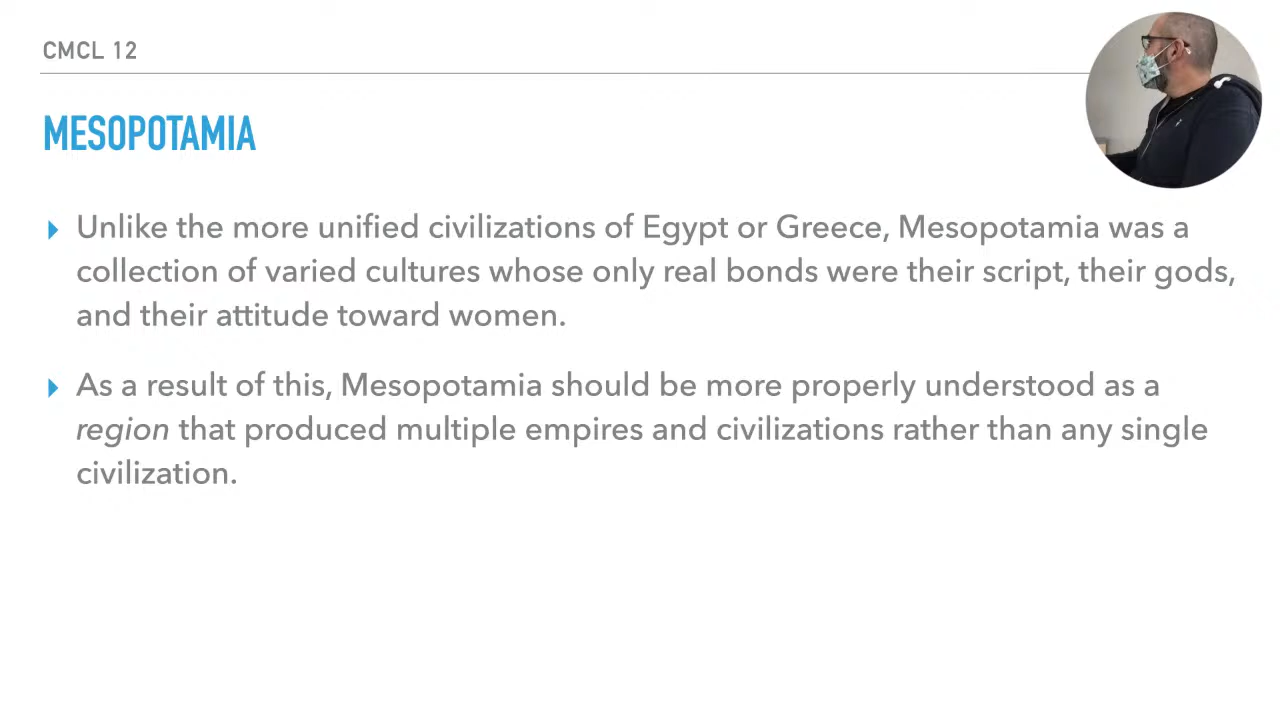 CMCL 12
MESOPOTAMIA
Unlike the more unified civilizations of Egypt or Greece, Mesopotamia was a
collection of varied cultures whose only real bonds were their script, their gods,
and their attitude toward women.
As a result of this, Mesopotamia should be more properly understood as a
region that produced multiple empires and civilizations rather than any single
civilization.